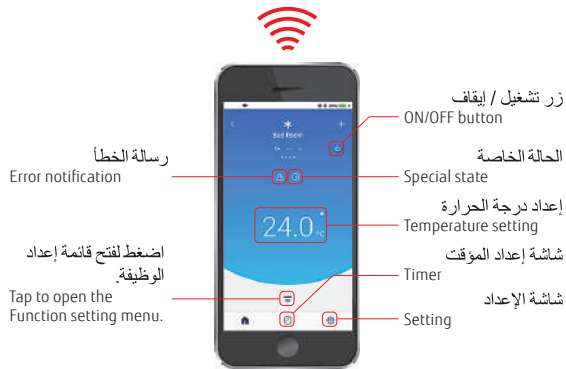 زر تشغيل / إيقاف
ON/OFF button
رسالة الخطأ
Error notification
الحالة الخاصة
Special state
إعداد درجة الحرارة
Temperature setting
اضغط لفتح قائمة إعداد
الوظيفة.
Tap to open the
Function setting menu.
شاشة إعداد المؤقت
Timer
شاشة الإعداد
Setting
Bad Room
24.0 °C